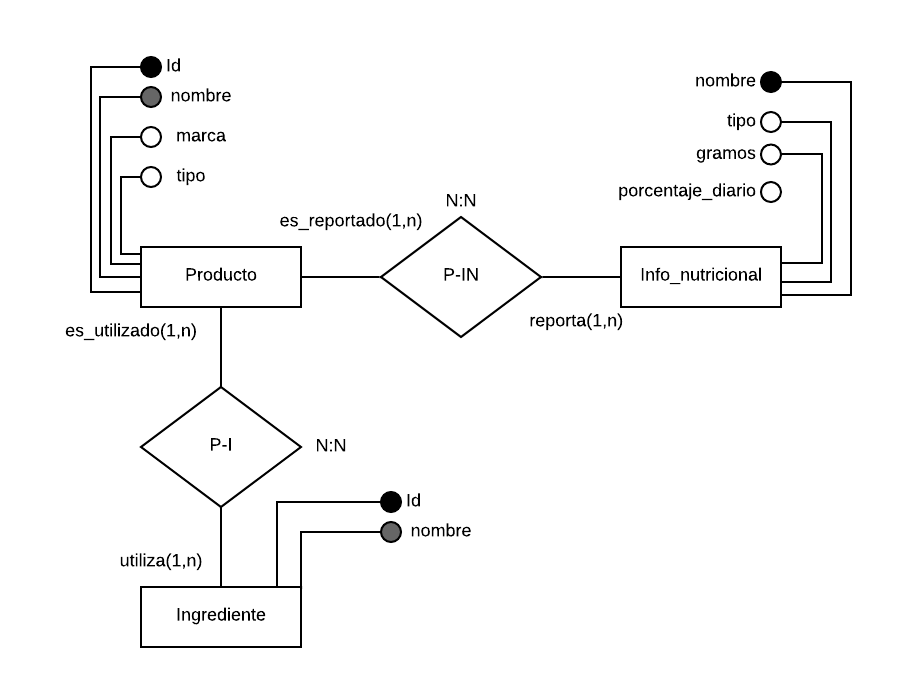 Id
nombre
marca
tipo
nombre
tipo
gramos
porcentaje_diario
N:N
es_reportado(1,n)
Producto
P-IN
Info_nutricional
reporta(1,n)
es_utilizado(1,n)
P-I
N:N
Id
nombre
utiliza(1,n)
Ingrediente